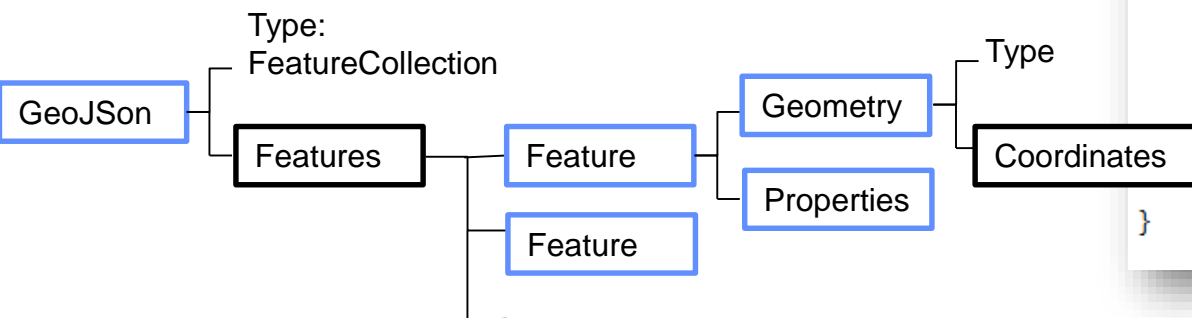 Type:
FeatureCollection
Type
GeoJSon
Geometry
Features
Feature
Coordinates
Properties
}
Feature